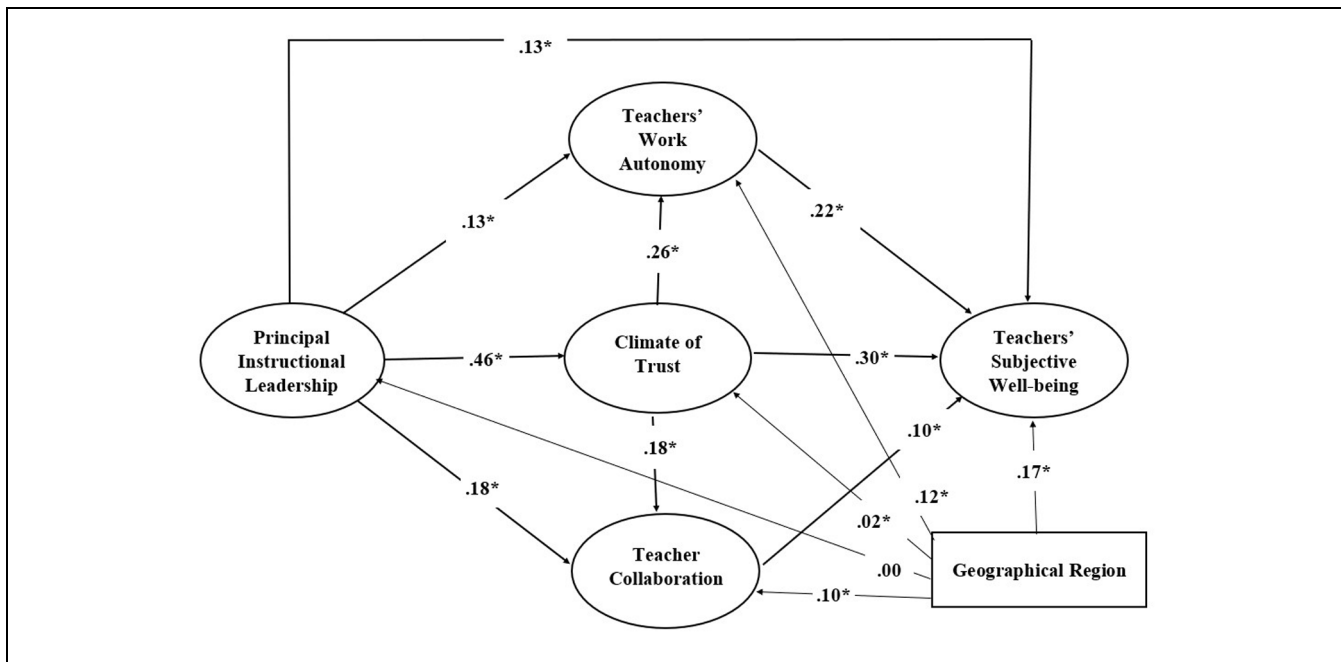 .13*
Teachers'
Work
Autonomy
.13*
.22*
.26*
Principal
Instructional
Leadership
.46*
Climate of
Trust
.30*
Teachers'
Subjective
Well-being
.18*
.10*
.18*
.12*
.17*
.02*
Teacher
Collaboration
.00
.10*
Geographical Region